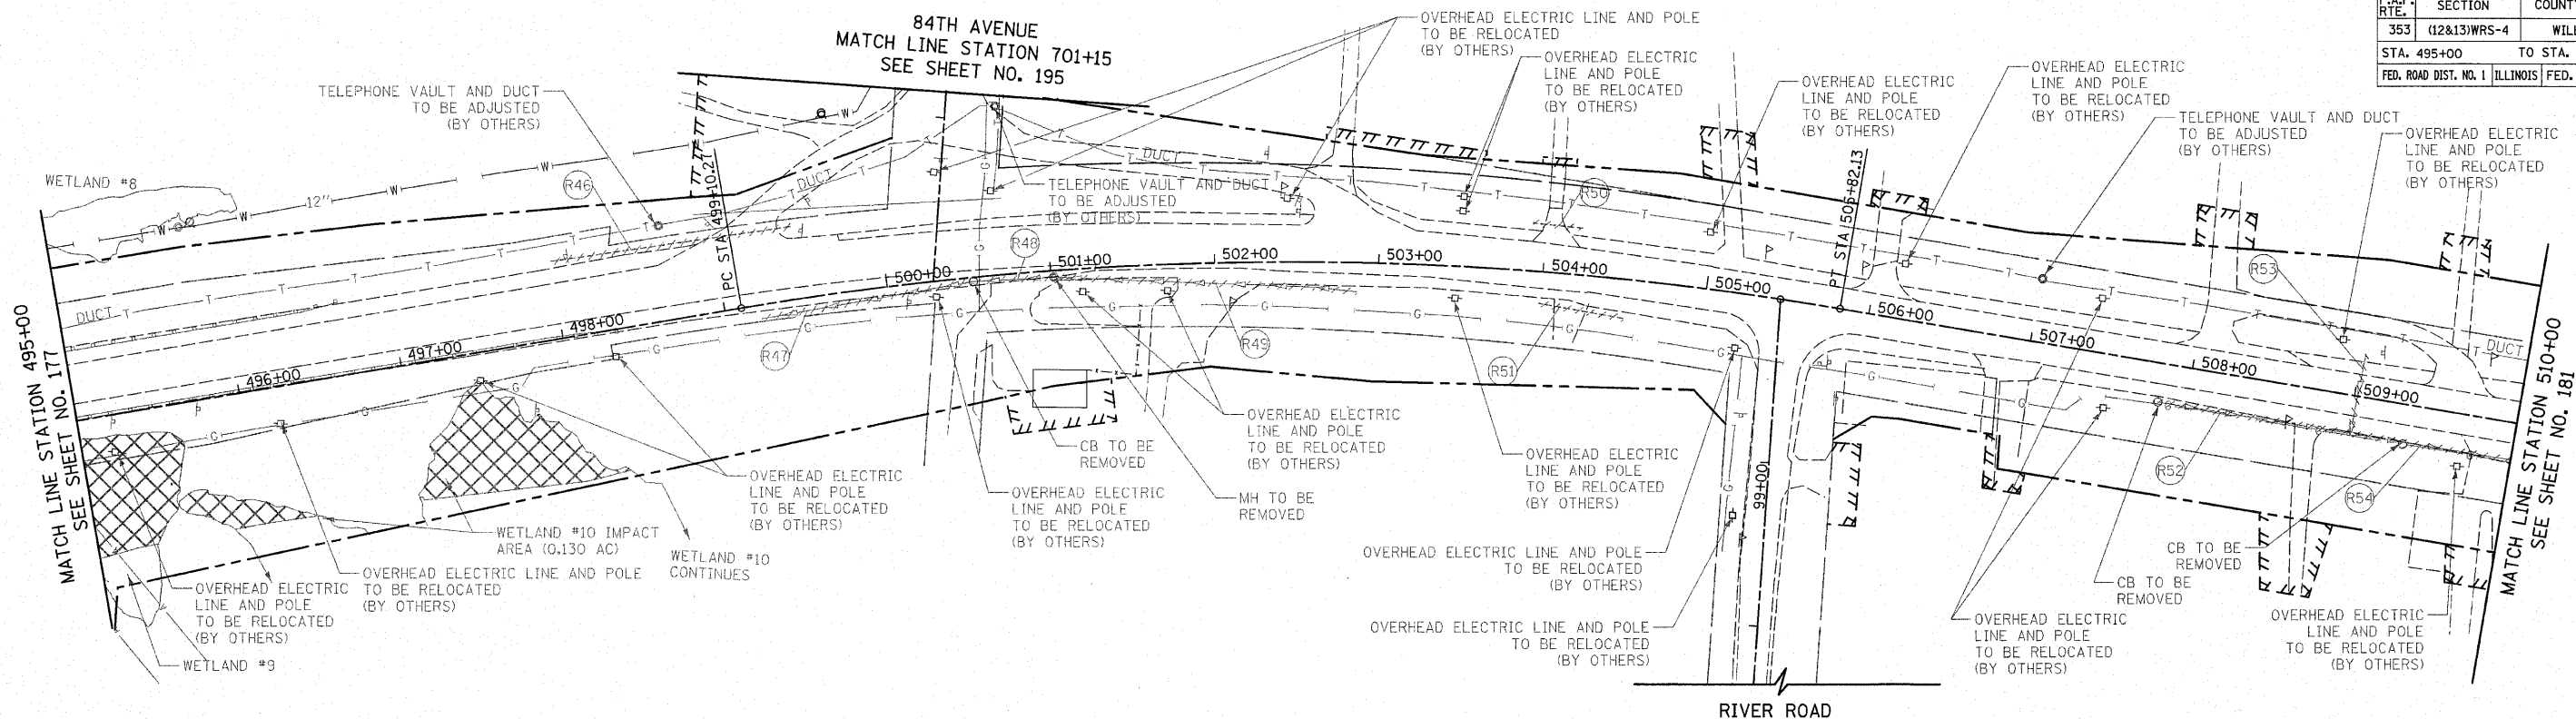 F.A.P. RTE. SECTION COUNTY
353 (12&13)WRS-4 WILL
STA. 495+00 TO STA.
FED. ROAD DIST. NO. 1 ILLINOIS FED.
84TH AVENUE
MATCH LINE STATION 701+15
SEE SHEET NO. 195
OVERHEAD ELECTRIC LINE AND POLE
TO BE RELOCATED
(BY OTHERS)
OVERHEAD ELECTRIC
LINE AND POLE
TO BE RELOCATED
(BY OTHERS)
OVERHEAD ELECTRIC
LINE AND POLE
TO BE RELOCATED
(BY OTHERS)
OVERHEAD ELECTRIC
LINE AND POLE
TO BE RELOCATED
(BY OTHERS)
TELEPHONE VAULT AND DUCT
TO BE ADJUSTED
(BY OTHERS)
OVERHEAD ELECTRIC
LINE AND POLE
TO BE RELOCATED
(BY OTHERS)
TELEPHONE VAULT AND DUCT
TO BE ADJUSTED
(BY OTHERS)
TELEPHONE VAULT AND DUCT
TO BE ADJUSTED
(BY OTHERS)
WETLAND #8
12"
W
W
W
W
W
R46
DUCT
DUCT
DUCT
DUCT
PC STA 499+10.21
PT STA 505+82.13
R50
R53
R48
R47
R49
R51
R52
R54
496+00
497+00
498+00
500+00
501+00
502+00
503+00
504+00
505+00
506+00
507+00
508+00
509+00
99+00
MATCH LINE STATION 495+00
SEE SHEET NO. 177
MATCH LINE STATION 510+00
SEE SHEET NO. 181
OVERHEAD ELECTRIC
LINE AND POLE
TO BE RELOCATED
(BY OTHERS)
WETLAND #9
OVERHEAD ELECTRIC LINE AND POLE
TO BE RELOCATED
(BY OTHERS)
WETLAND #10 IMPACT
AREA (0.130 AC)
WETLAND #10
CONTINUES
OVERHEAD ELECTRIC
LINE AND POLE
TO BE RELOCATED
(BY OTHERS)
CB TO BE
REMOVED
OVERHEAD ELECTRIC
LINE AND POLE
TO BE RELOCATED
(BY OTHERS)
OVERHEAD ELECTRIC
LINE AND POLE
TO BE RELOCATED
(BY OTHERS)
MH TO BE
REMOVED
OVERHEAD ELECTRIC
LINE AND POLE
TO BE RELOCATED
(BY OTHERS)
OVERHEAD ELECTRIC LINE AND POLE
TO BE RELOCATED
(BY OTHERS)
OVERHEAD ELECTRIC LINE AND POLE
TO BE RELOCATED
(BY OTHERS)
RIVER ROAD
OVERHEAD ELECTRIC
LINE AND POLE
TO BE RELOCATED
(BY OTHERS)
CB TO BE
REMOVED
CB TO BE
REMOVED
OVERHEAD ELECTRIC
LINE AND POLE
TO BE RELOCATED
(BY OTHERS)